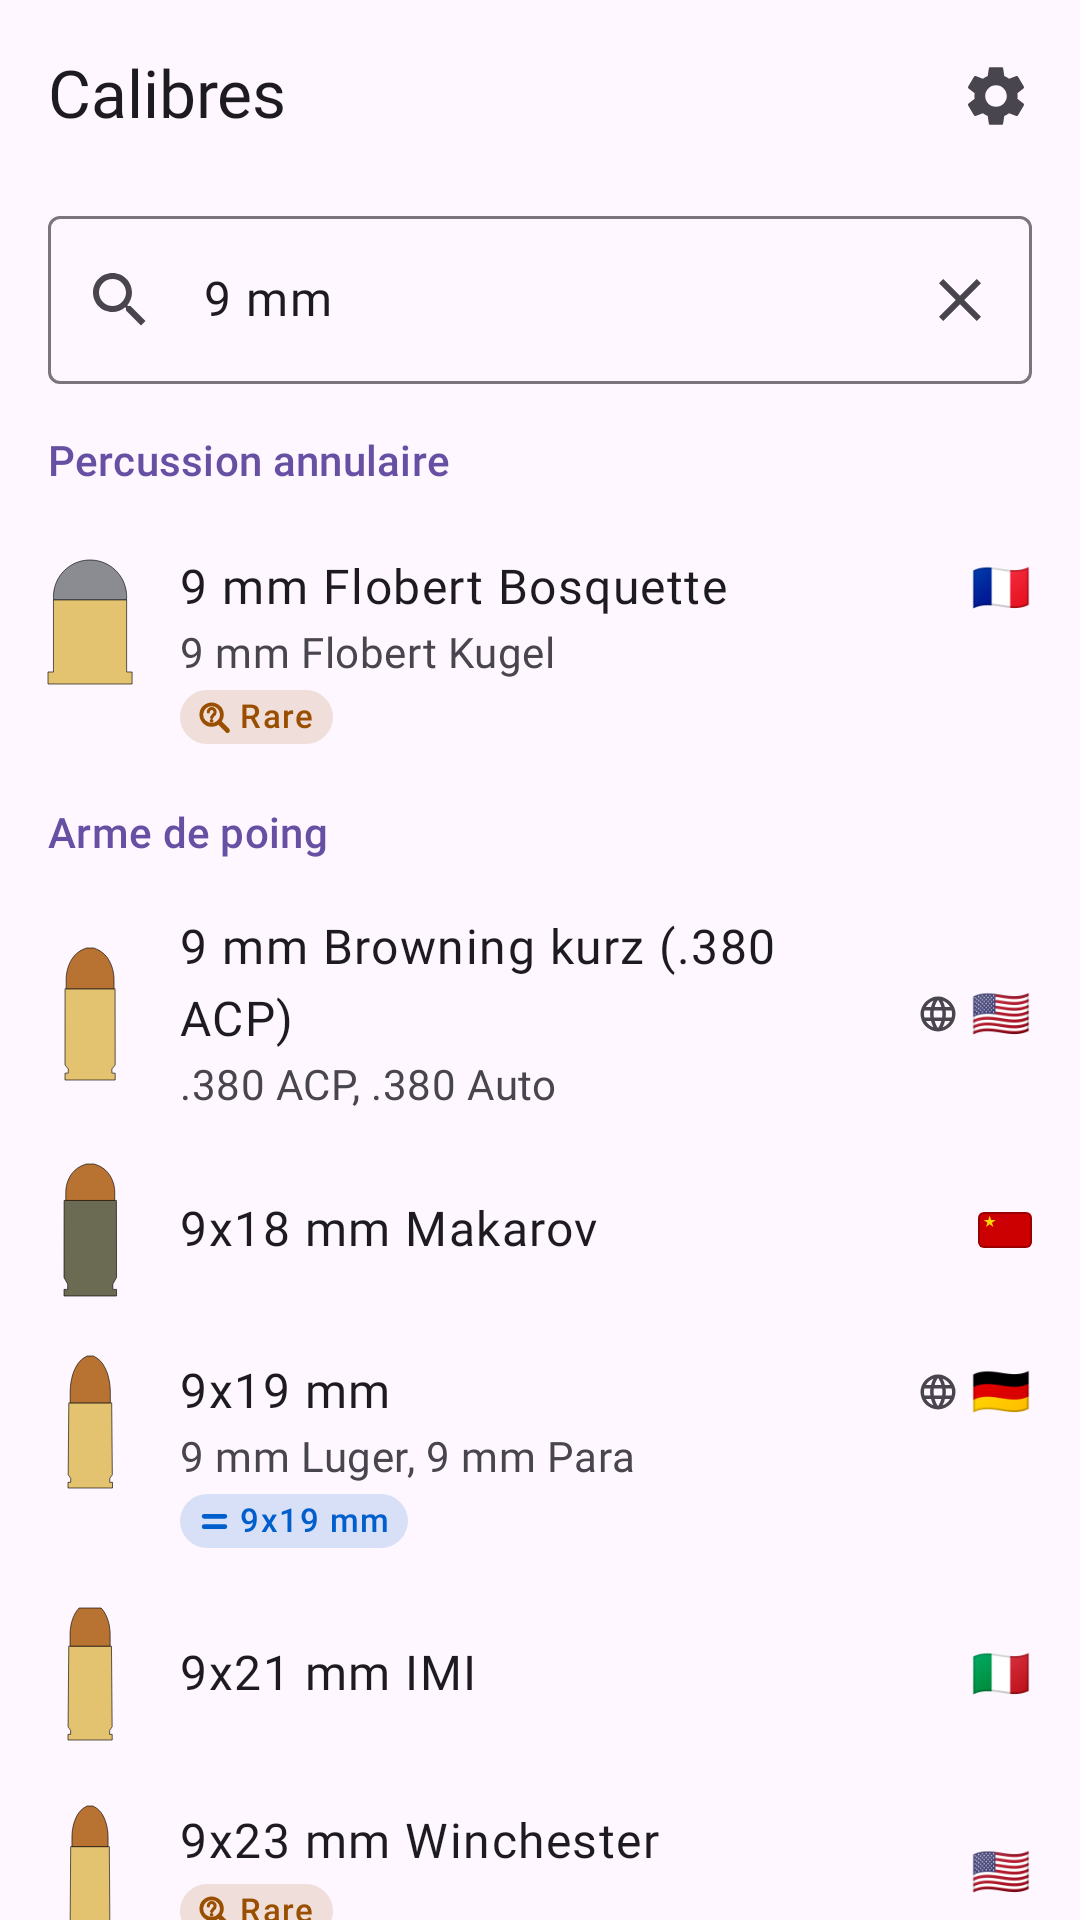 Calibres
9 mm
Percussion annulaire
9 mm Flobert Bosquette
9 mm Flobert Kugel
Rare
Arme de poing
9 mm Browning kurz (.380
ACP)
.380 ACP, .380 Auto
9x18 mm Makarov
9x19 mm
9 mm Luger, 9 mm Para
= 9x19 mm
9x21 mm IMI
9x23 mm Winchester
Rare